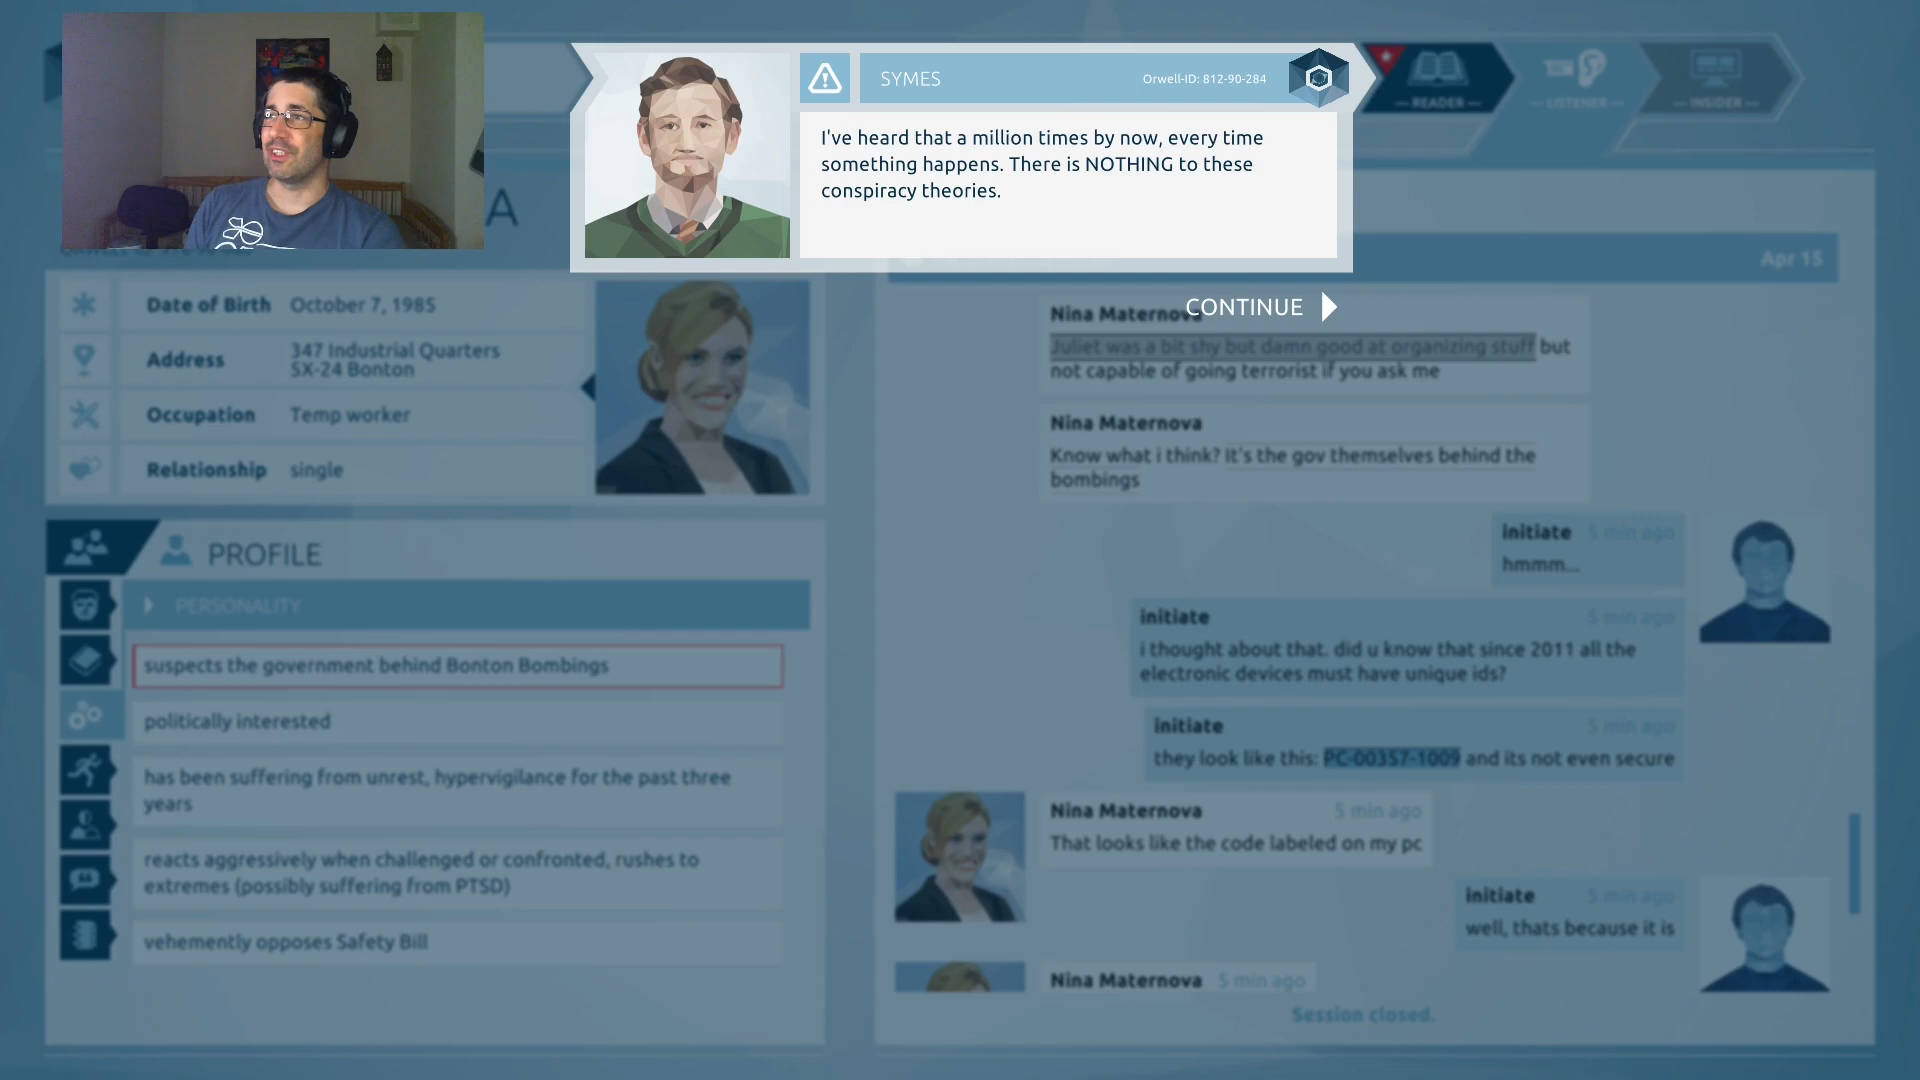 SYMES
Orwell-ID: 812-90-284
I've heard that a million times by now, every time
something happens. There is NOTHING to these
conspiracy theories.
CONTINUE
— READER —
— LISTENER —
— INSIDER —
A
Date of Birth October 7, 1985
Address 347 Industrial Quarters
5X-24 Bonton
Occupation Temp worker
Relationship single
PROFILE
PERSONALITY
suspects the government behind Bonton Bombings
politically interested
has been suffering from unrest, hypervigilance for the past three
years
reacts aggressively when challenged or confronted, rushes to
extremes (possibly suffering from PTSD)
vehemently opposes Safety Bill
Apr 15
Nina Maternova
Juliet was a bit shy but damn good at organizing stuff but
not capable of going terrorist if you ask me
Nina Maternova
Know what i think? It's the gov themselves behind the
bombings
initiate 5 min ago
hmmm...
initiate 5 min ago
i thought about that. did u know that since 2011 all the
electronic devices must have unique ids?
initiate 5 min ago
they look like this: PC-00357-1009 and its not even secure
Nina Maternova 5 min ago
That looks like the code labeled on my pc
initiate 5 min ago
well, thats because it is
Nina Maternova 5 min ago
Session closed.